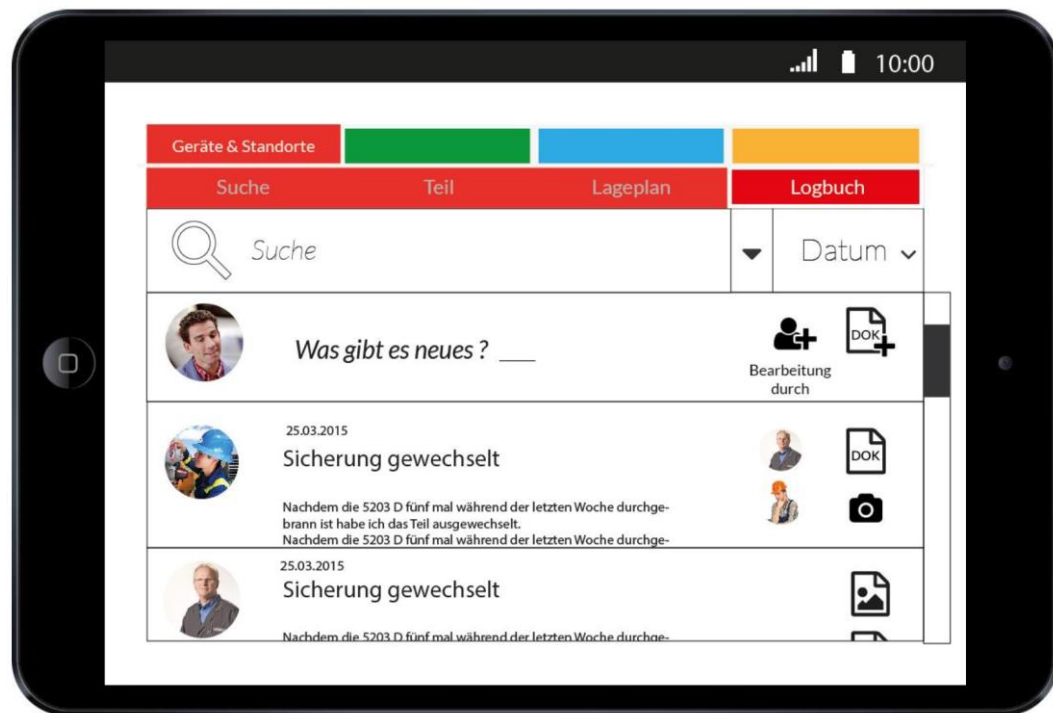 10:00
Geräte & Standorte
Suche Teil Lageplan Logbuch
Suche Datum
Was gibt es neues ? __
DOK
Bearbeitung
durch
25.03.2015
Sicherung gewechselt
DOK
Nachdem die 5203 D fünf mal während der letzten Woche durchge-
brann ist habe ich das Teil ausgewechselt.
Nachdem die 5203 D fünf mal während der letzten Woche durchge-
25.03.2015
Sicherung gewechselt
Nachdem die 5203 D fünf mal während der letzten Woche durchge-